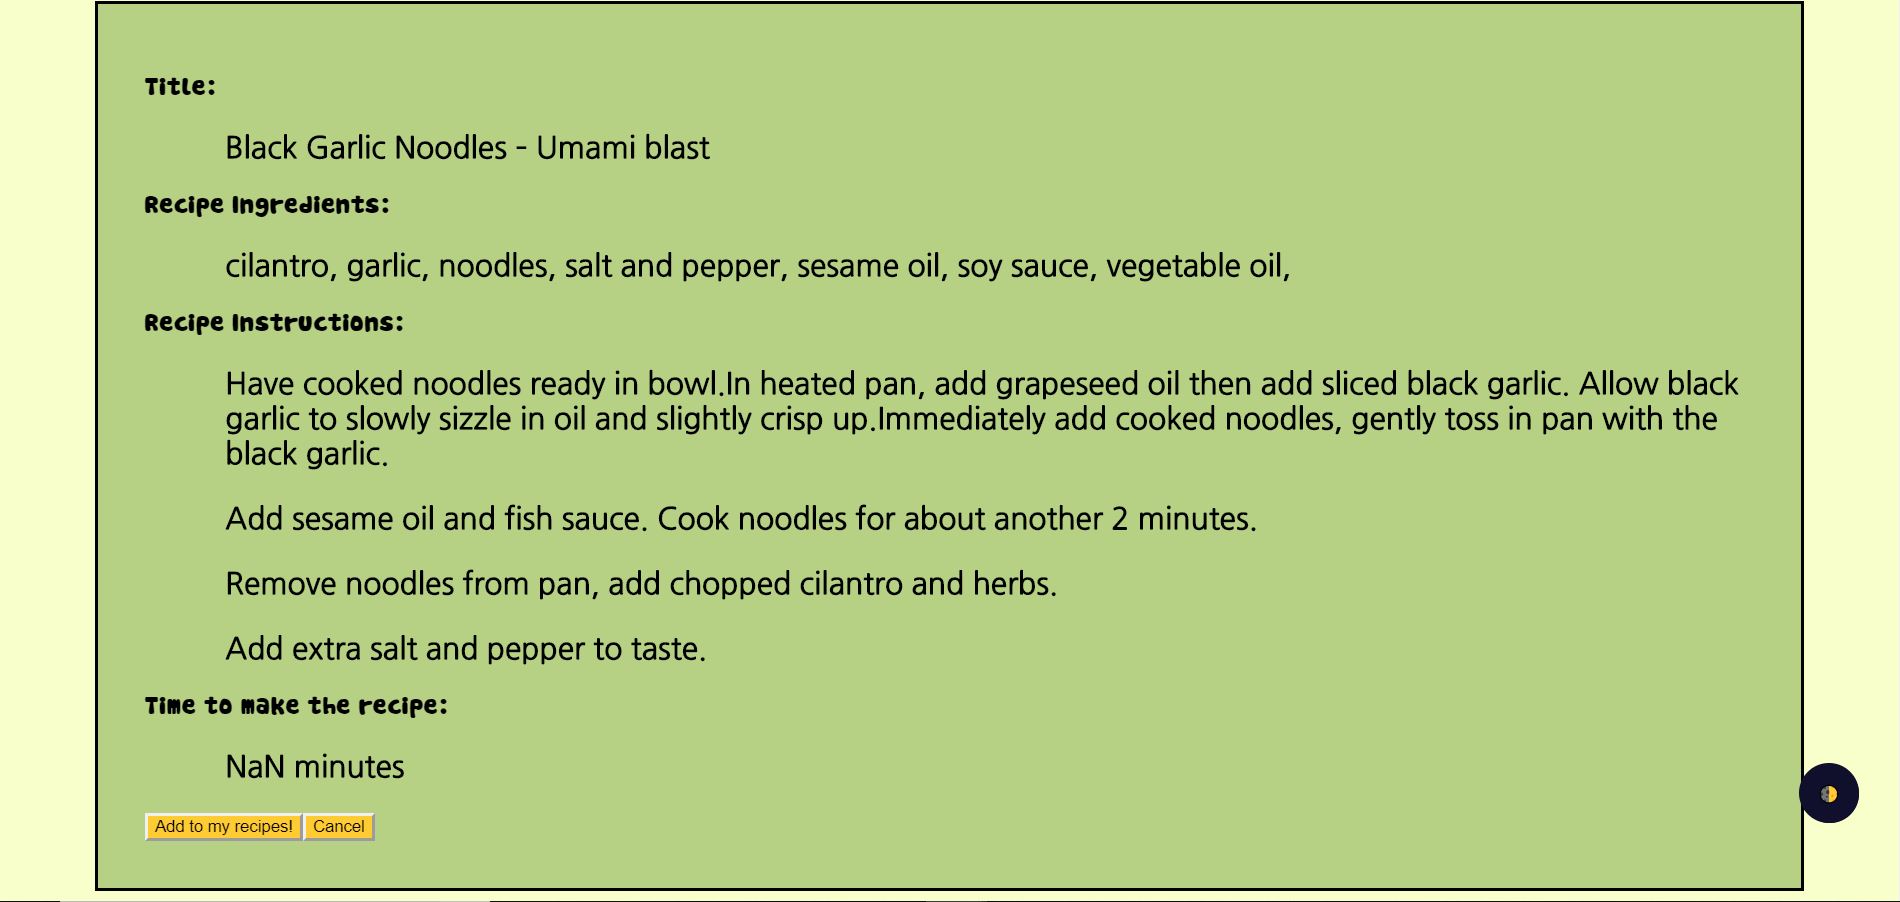 Title:
Black Garlic Noodles - Umami blast
Recipe Ingredients:
cilantro, garlic, noodles, salt and pepper, sesame oil, soy sauce, vegetable oil,
Recipe Instructions:
Have cooked noodles ready in bowl.In heated pan, add grapeseed oil then add sliced black garlic. Allow black
garlic to slowly sizzle in oil and slightly crisp up.Immediately add cooked noodles, gently toss in pan with the
black garlic.
Add sesame oil and fish sauce. Cook noodles for about another 2 minutes.
Remove noodles from pan, add chopped cilantro and herbs.
Add extra salt and pepper to taste.
Time to make the recipe:
NaN minutes
Add to my recipes! Cancel